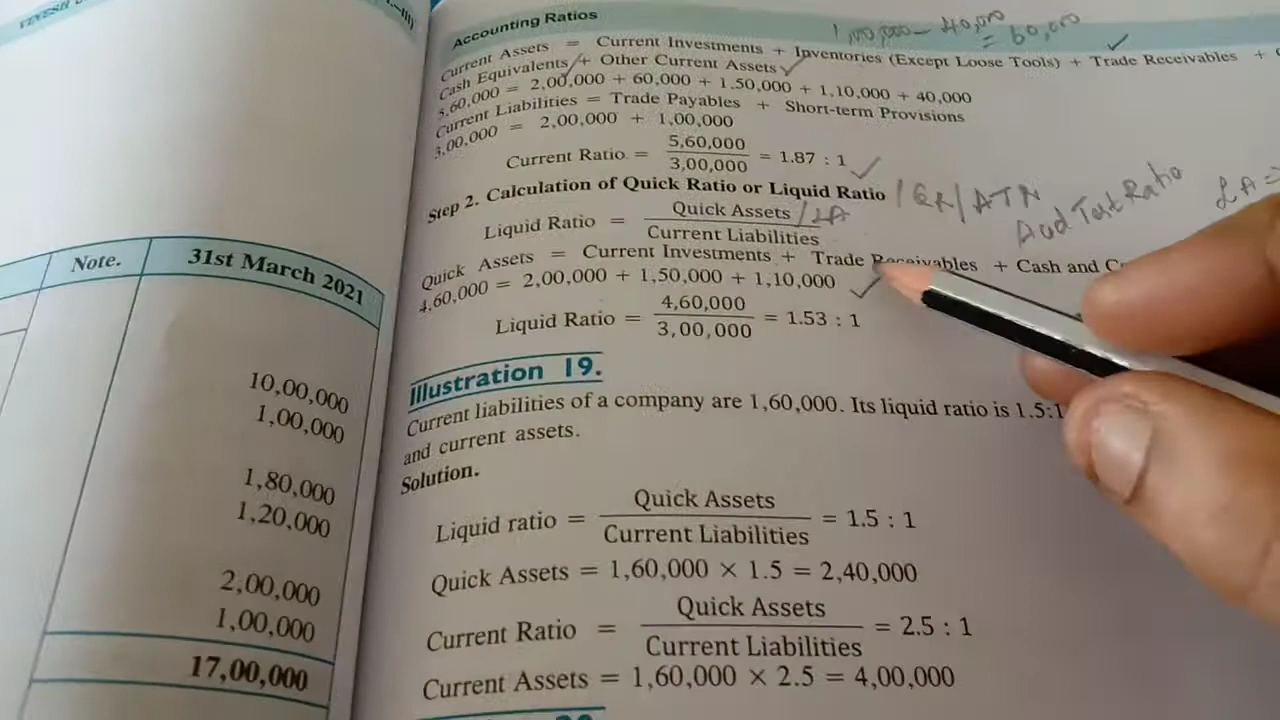 VINESH
-III)
Note.
31st March 2021
10,00,000
1,00,000
1,80,000
1,20,000
2,00,000
1,00,000
17,00,000
Accounting Ratios
1,00,000 - 40,000
= 60,000
Current Assets = Current Investments + Inventories (Except Loose Tools) + Trade Receivables +
Cash Equivalents + Other Current Assets
5,60,000 = 2,00,000 + 60,000 + 1,50,000 + 1,10,000 + 40,000
Current Liabilities = Trade Payables + Short-term Provisions
3,00,000 = 2,00,000 + 1,00,000
Current Ratio = 5,60,000 / 3,00,000 = 1.87 : 1
Step 2. Calculation of Quick Ratio or Liquid Ratio / QR / ATR
Acid Test Ratio
LA =
Liquid Ratio = Quick Assets / LA / Current Liabilities
Quick Assets = Current Investments + Trade Receivables + Cash and
4,60,000 = 2,00,000 + 1,50,000 + 1,10,000
Liquid Ratio = 4,60,000 / 3,00,000 = 1.53 : 1
Illustration 19.
Current liabilities of a company are 1,60,000. Its liquid ratio is 1.5:1
and current assets.
Solution.
Liquid ratio = Quick Assets / Current Liabilities = 1.5 : 1
Quick Assets = 1,60,000 × 1.5 = 2,40,000
Current Ratio = Quick Assets / Current Liabilities = 2.5 : 1
Current Assets = 1,60,000 × 2.5 = 4,00,000